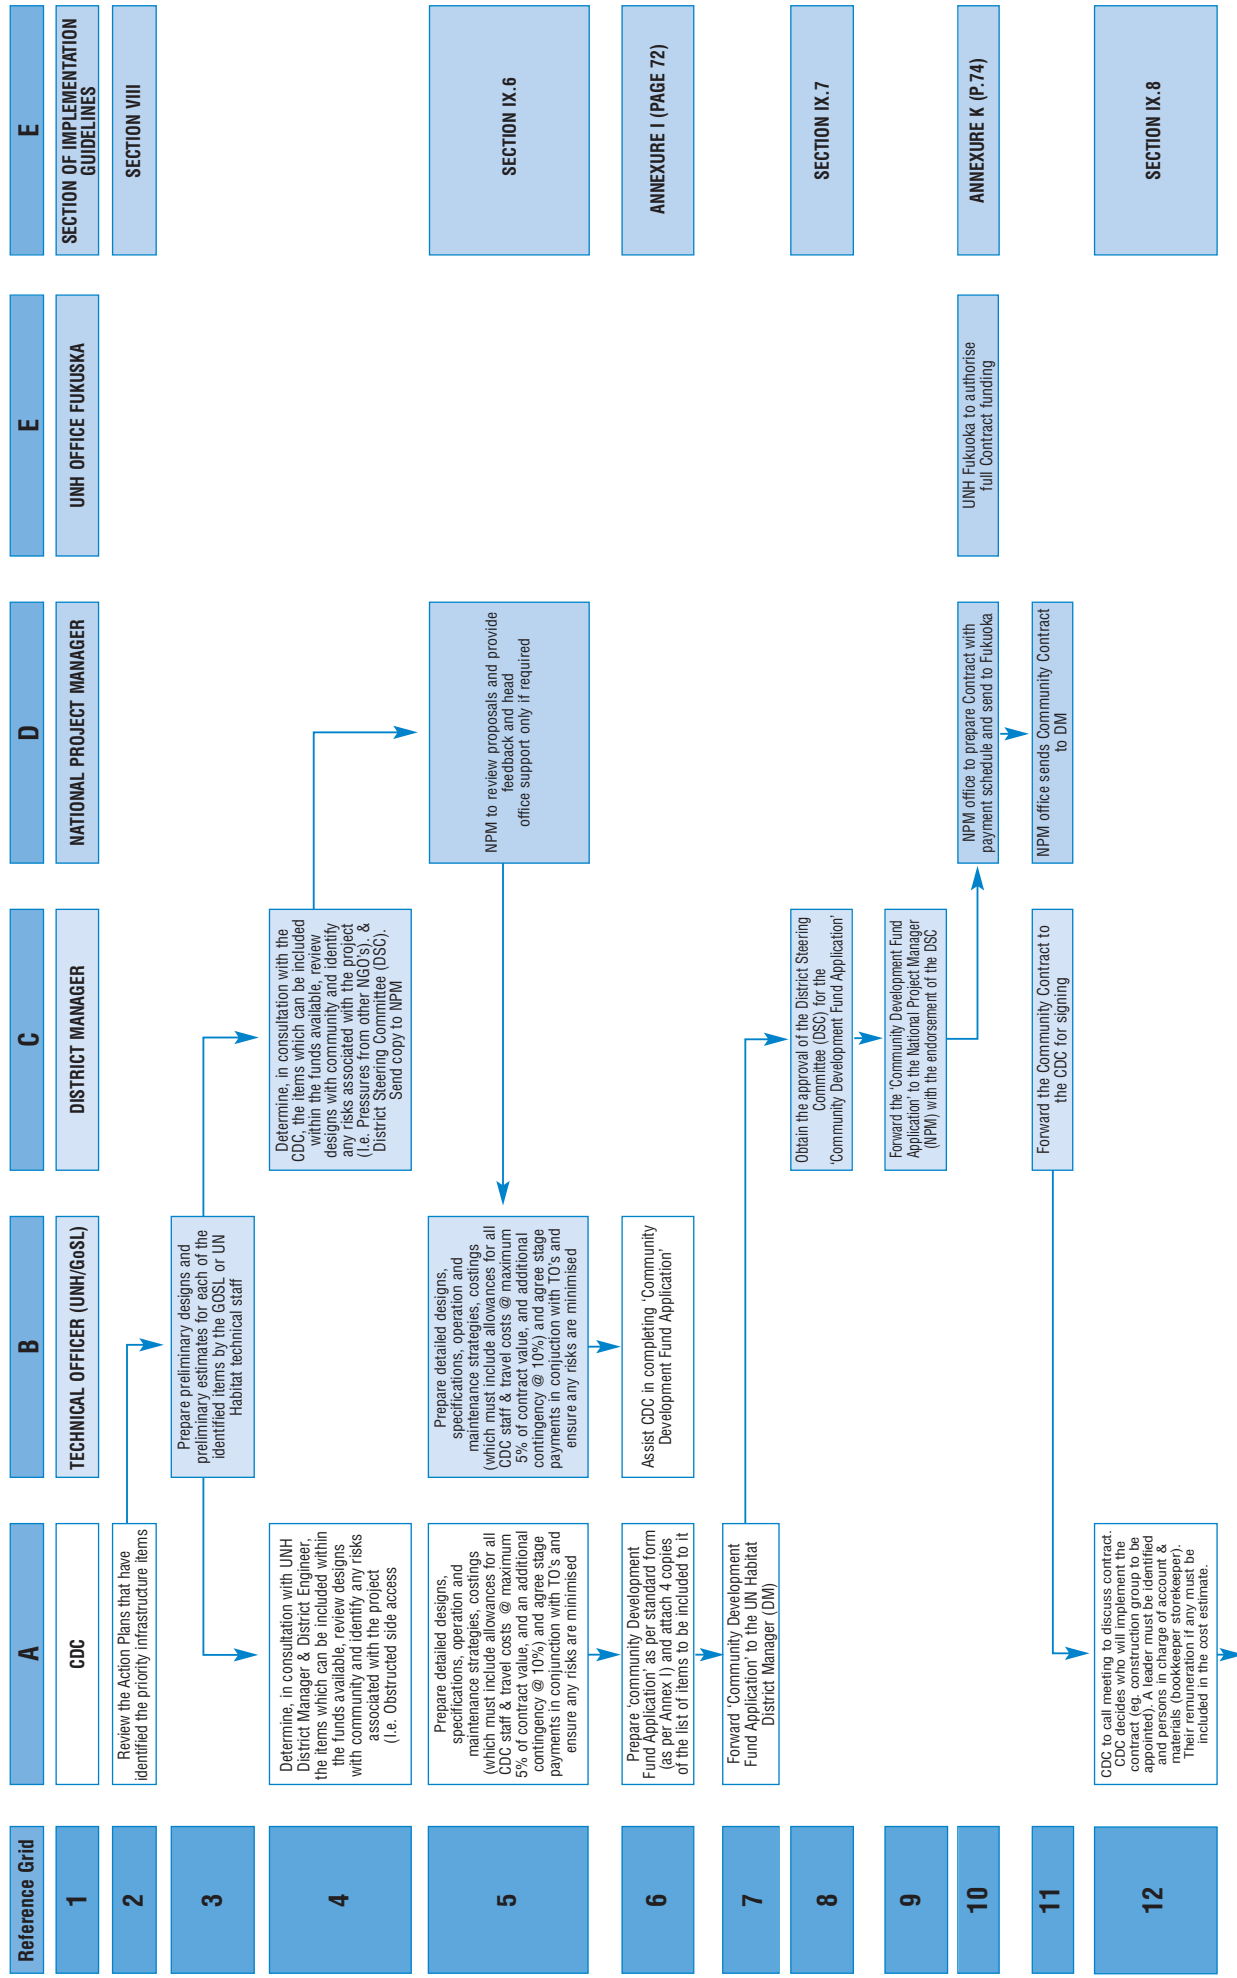 Reference Grid
A
B
C
D
E
E
1
CDC
TECHNICAL OFFICER (UNH/GoSL)
DISTRICT MANAGER
NATIONAL PROJECT MANAGER
UNH OFFICE FUKUSKA
SECTION OF IMPLEMENTATION
GUIDELINES
2
Review the Action Plans that have
identified the priority infrastructure items
SECTION VIII
3
Prepare preliminary designs and
preliminary estimates for each of the
identified items by the GOSL or UN
Habitat technical staff
4
Determine, in consultation with UNH
District Manager & District Engineer,
the items which can be included within
the funds available, review designs
with community and identify any risks
associated with the project
(I.e. Obstructed side access
Determine, in consultation with the
CDC, the items which can be included
within the funds available, review
designs with community and identify
any risks associated with the project
(I.e. Pressures from other NGO's). &
District Steering Committee (DSC).
Send copy to NPM
5
Prepare detailed designs,
specifications, operation and
maintenance strategies, costings
(which must include allowances for all
CDC staff & travel costs @ maximum
5% of contract value, and an additional
contingency @ 10%) and agree stage
payments in conjunction with TO's and
ensure any risks are minimised
Prepare detailed designs,
specifications, operation and
maintenance strategies, costings
(which must include allowances for all
CDC staff & travel costs @ maximum
5% of contract value, and additional
contingency @ 10%) and agree stage
payments in conjuction with TO's and
ensure any risks are minimised
NPM to review proposals and provide
feedback and head
office support only if required
SECTION IX.6
6
Prepare 'community Development
Fund Application' as per standard form
(as per Annex I) and attach 4 copies
of the list of items to be included to it
Assist CDC in completing 'Community
Development Fund Application'
ANNEXURE I (PAGE 72)
7
Forward 'Community Development
Fund Application' to the UN Habitat
District Manager (DM)
8
Obtain the approval of the District Steering
Committee (DSC) for the
'Community Development Fund Application'
SECTION IX.7
9
Forward the 'Community Development Fund
Application' to the National Project Manager
(NPM) with the endorsement of the DSC
10
NPM office to prepare Contract with
payment schedule and send to Fukuoka
UNH Fukuoka to authorise
full Contract funding
ANNEXURE K (P.74)
11
Forward the Community Contract to
the CDC for signing
NPM office sends Community Contract
to DM
12
CDC to call meeting to discuss contract.
CDC decides who will implement the
contract (eg. construction group to be
appointed). A leader must be identified
and persons in charge of account &
materials (bookkeeper storekeeper).
Their remuneration if any must be
included in the cost estimate.
SECTION IX.8